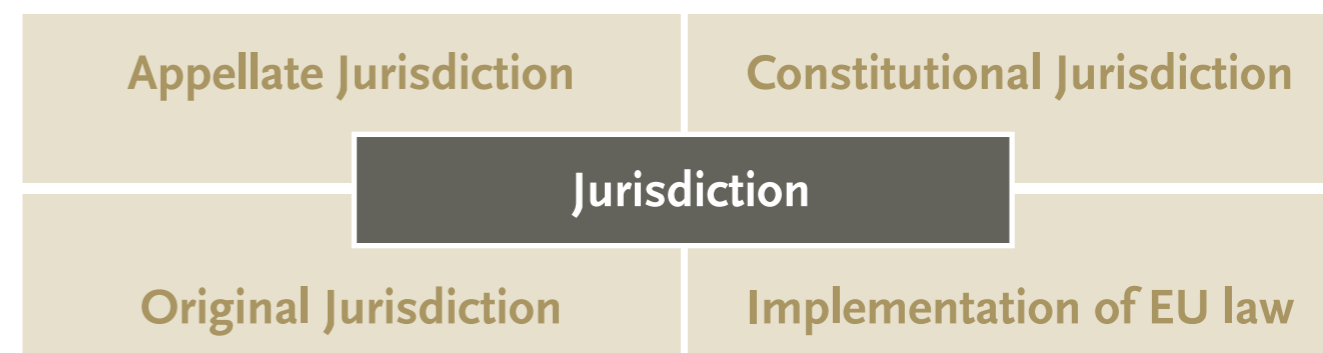 Appellate Jurisdiction
Constitutional Jurisdiction
Jurisdiction
Original Jurisdiction
Implementation of EU law